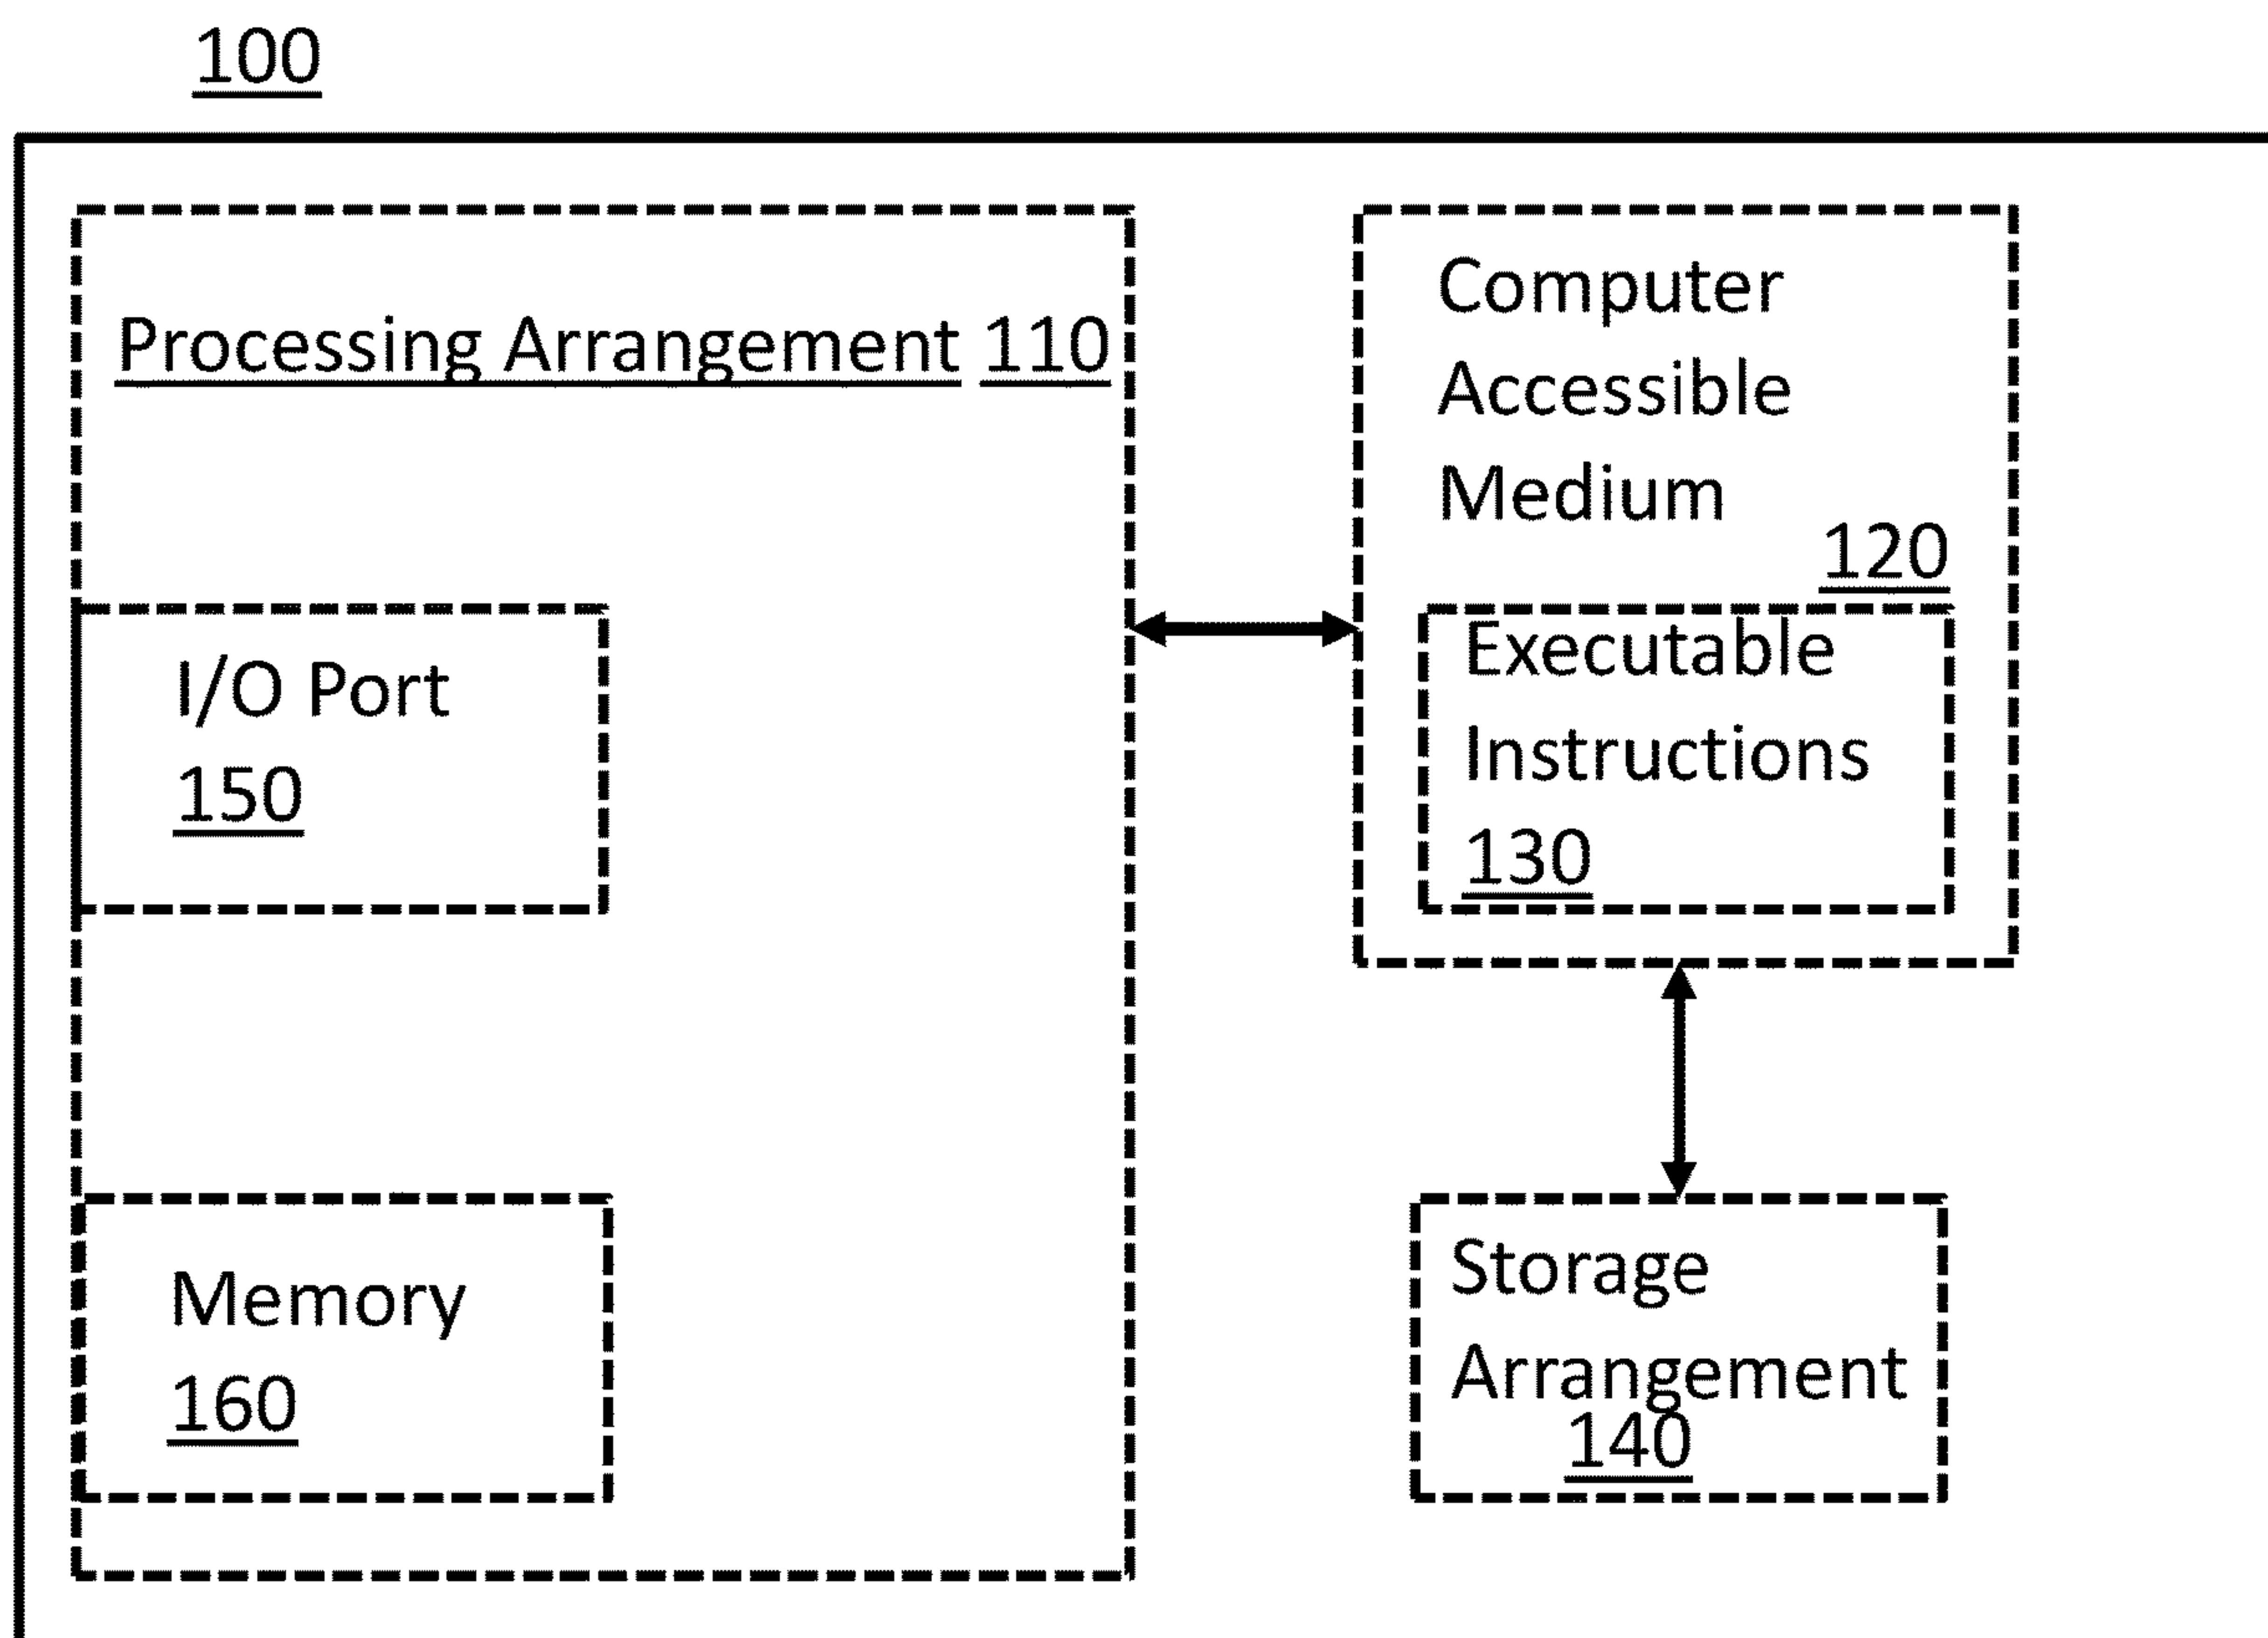 100
Processing Arrangement 110
I/O Port
150
Memory
160
Computer
Accessible
Medium
120
Executable
Instructions
130
Storage
Arrangement
140